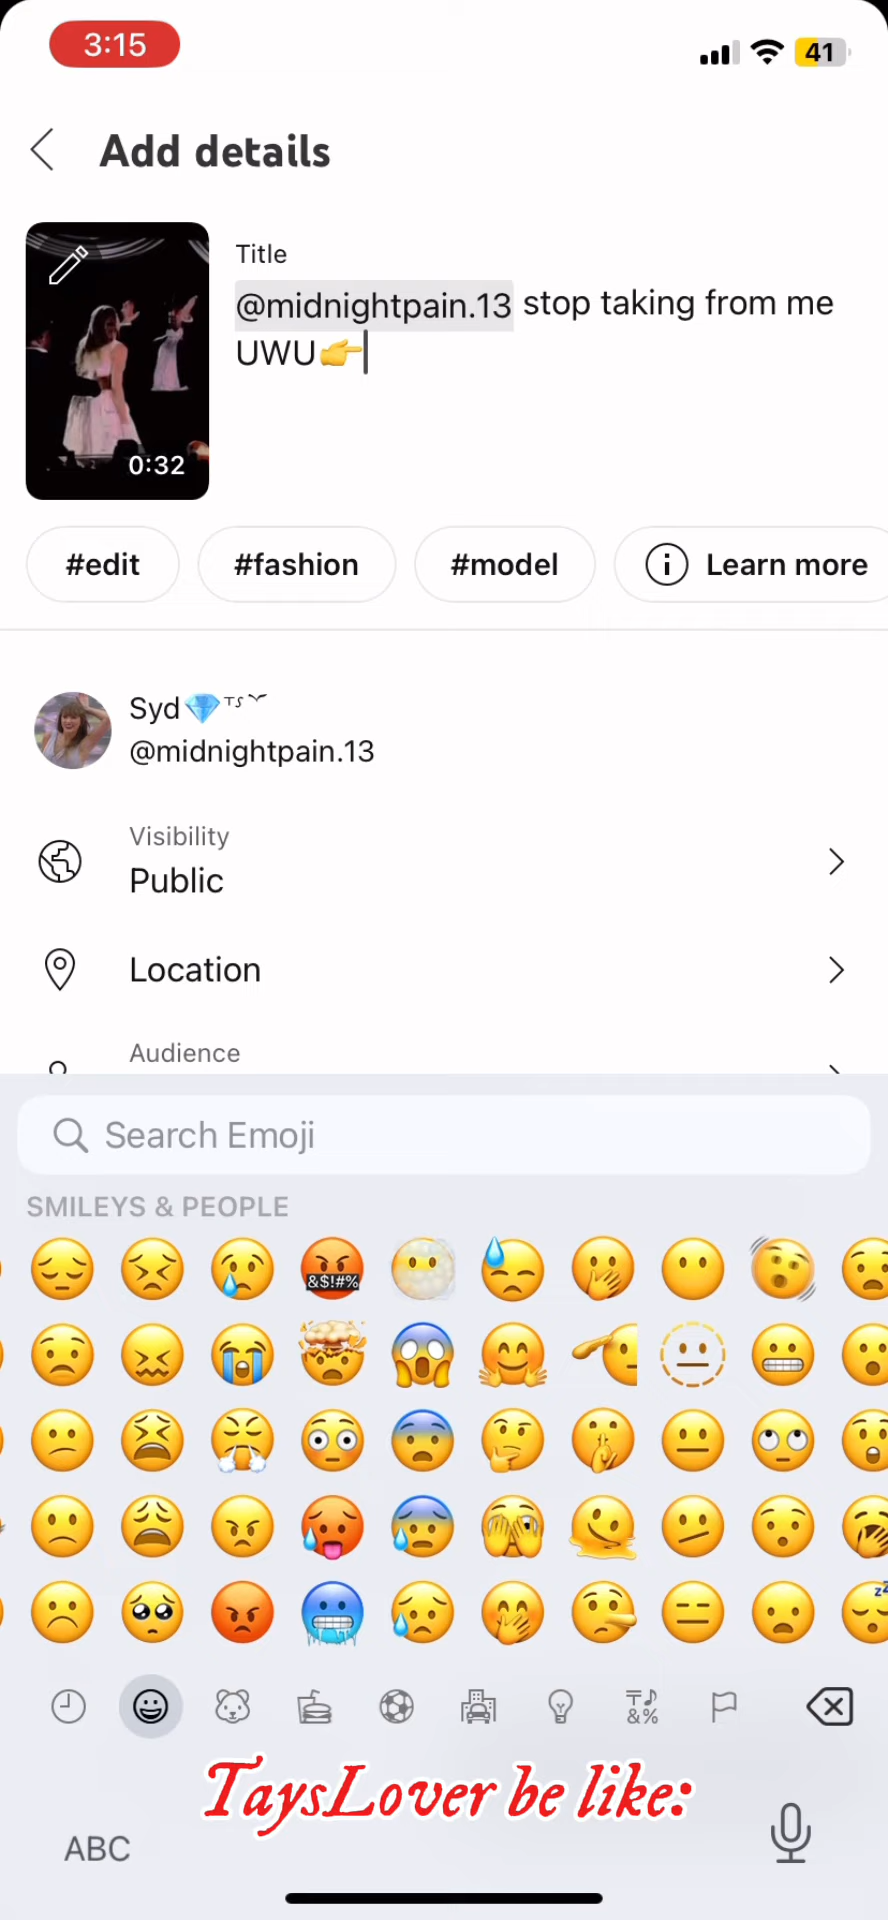 3:15
41
Add details
Title
@midnightpain.13 stop taking from me
UWU👉
0:32
#edit
#fashion
#model
Learn more
Syd💎ᵀˢ
@midnightpain.13
Visibility
Public
Location
Audience
Search Emoji
SMILEYS & PEOPLE
&$!#%
TaysLover be like:
ABC